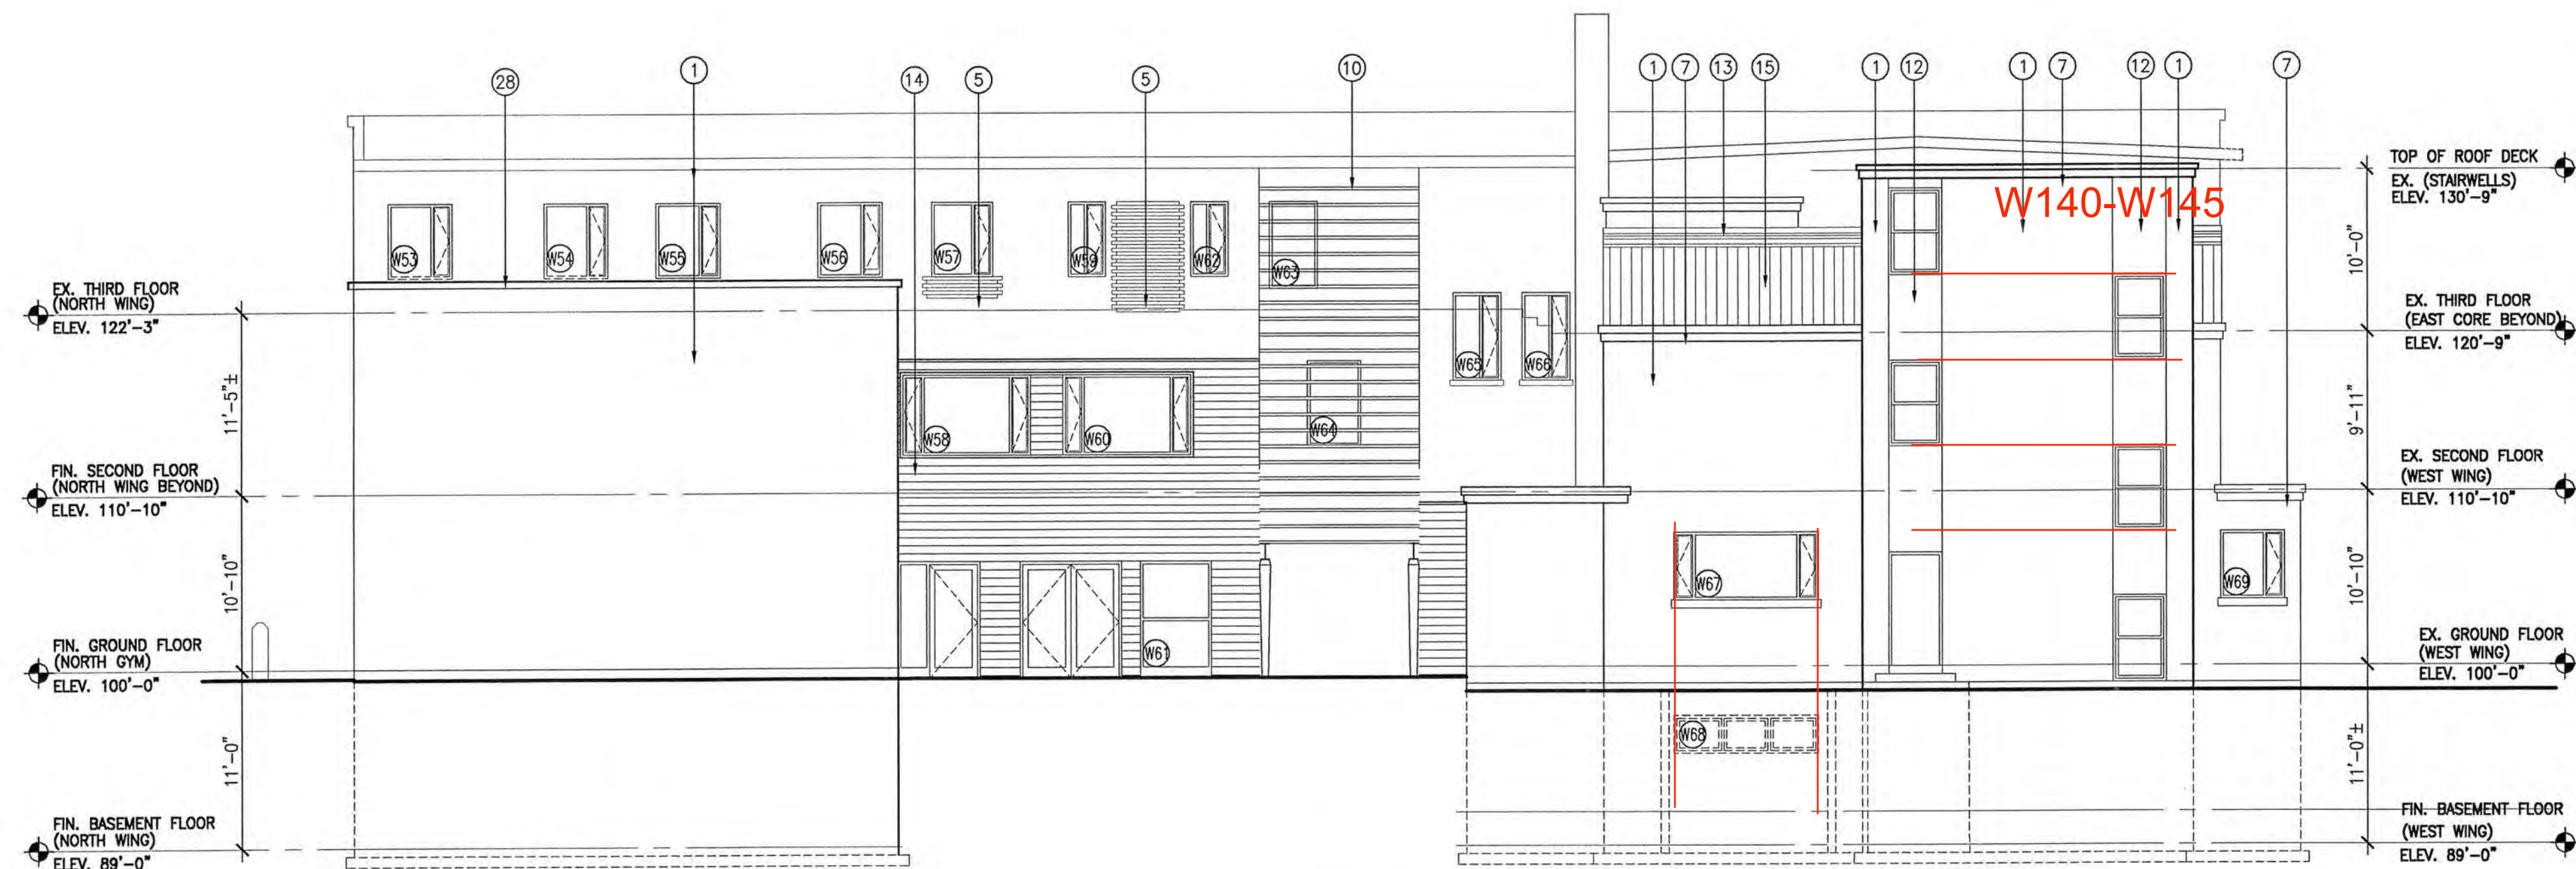 28
1
14
5
5
10
1
7
13
15
1
12
1
7
12
1
7
TOP OF ROOF DECK
EX. (STAIRWELLS)
ELEV. 130'-9"
W140-W145
10'-0"
W53
W54
W55
W56
W57
W59
W62
W63
EX. THIRD FLOOR
(NORTH WING)
ELEV. 122'-3"
EX. THIRD FLOOR
(EAST CORE BEYOND)
ELEV. 120'-9"
W65
W66
11'-5"±
9'-11"
W58
W60
W64
FIN. SECOND FLOOR
(NORTH WING BEYOND)
ELEV. 110'-10"
EX. SECOND FLOOR
(WEST WING)
ELEV. 110'-10"
10'-10"
10'-10"
W67
W69
W61
FIN. GROUND FLOOR
(NORTH GYM)
ELEV. 100'-0"
EX. GROUND FLOOR
(WEST WING)
ELEV. 100'-0"
W68
11'-0"
11'-0"±
FIN. BASEMENT FLOOR
(NORTH WING)
ELEV. 89'-0"
FIN. BASEMENT FLOOR
(WEST WING)
ELEV. 89'-0"